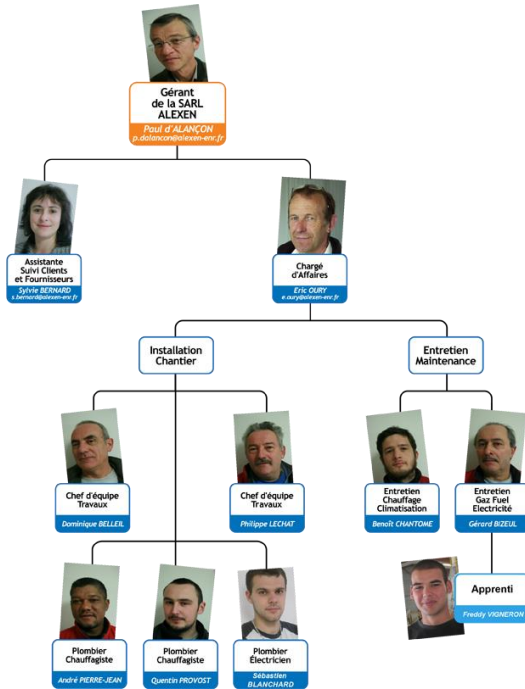 Gérant
de la SARL
ALEXEN
Paul d'ALANÇON
p.dalancon@alexen-enr.fr
Assistante
Suivi Clients
et Fournisseurs
Sylvie BERNARD
s.bernard@alexen-enr.fr
Chargé
d'Affaires
Eric OURY
e.oury@alexen-enr.fr
Installation
Chantier
Entretien
Maintenance
Chef d'équipe
Travaux
Dominique BELLEIL
Chef d'équipe
Travaux
Philippe LECHAT
Entretien
Chauffage
Climatisation
Benoît CHANTOME
Entretien
Gaz Fuel
Electricité
Gérard BIZEUL
Plombier
Chauffagiste
André PIERRE-JEAN
Plombier
Chauffagiste
Quentin PROVOST
Plombier
Électricien
Sébastien
BLANCHARD
Apprenti
Freddy VIGNERON